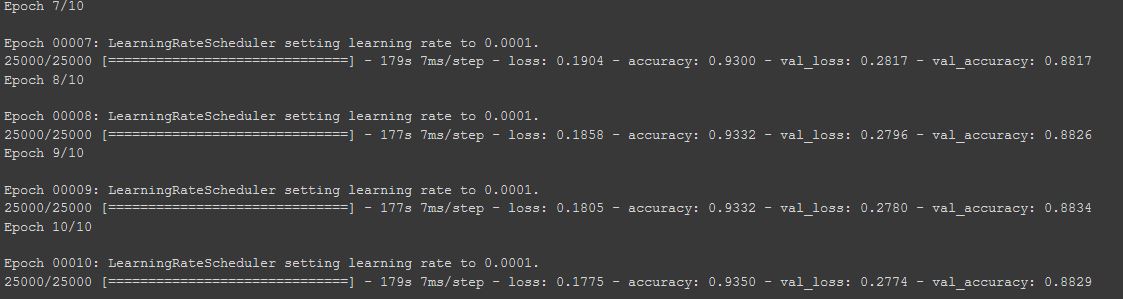 Epoch 7/10
Epoch 00007: LearningRateScheduler setting learning rate to 0.0001.
25000/25000 [==============================] - 179s 7ms/step - loss: 0.1904 - accuracy: 0.9300 - val_loss: 0.2817 - val_accuracy: 0.8817
Epoch 8/10
Epoch 00008: LearningRateScheduler setting learning rate to 0.0001.
25000/25000 [==============================] - 177s 7ms/step - loss: 0.1858 - accuracy: 0.9332 - val_loss: 0.2796 - val_accuracy: 0.8826
Epoch 9/10
Epoch 00009: LearningRateScheduler setting learning rate to 0.0001.
25000/25000 [==============================] - 177s 7ms/step - loss: 0.1805 - accuracy: 0.9332 - val_loss: 0.2780 - val_accuracy: 0.8834
Epoch 10/10
Epoch 00010: LearningRateScheduler setting learning rate to 0.0001.
25000/25000 [==============================] - 179s 7ms/step - loss: 0.1775 - accuracy: 0.9350 - val_loss: 0.2774 - val_accuracy: 0.8829